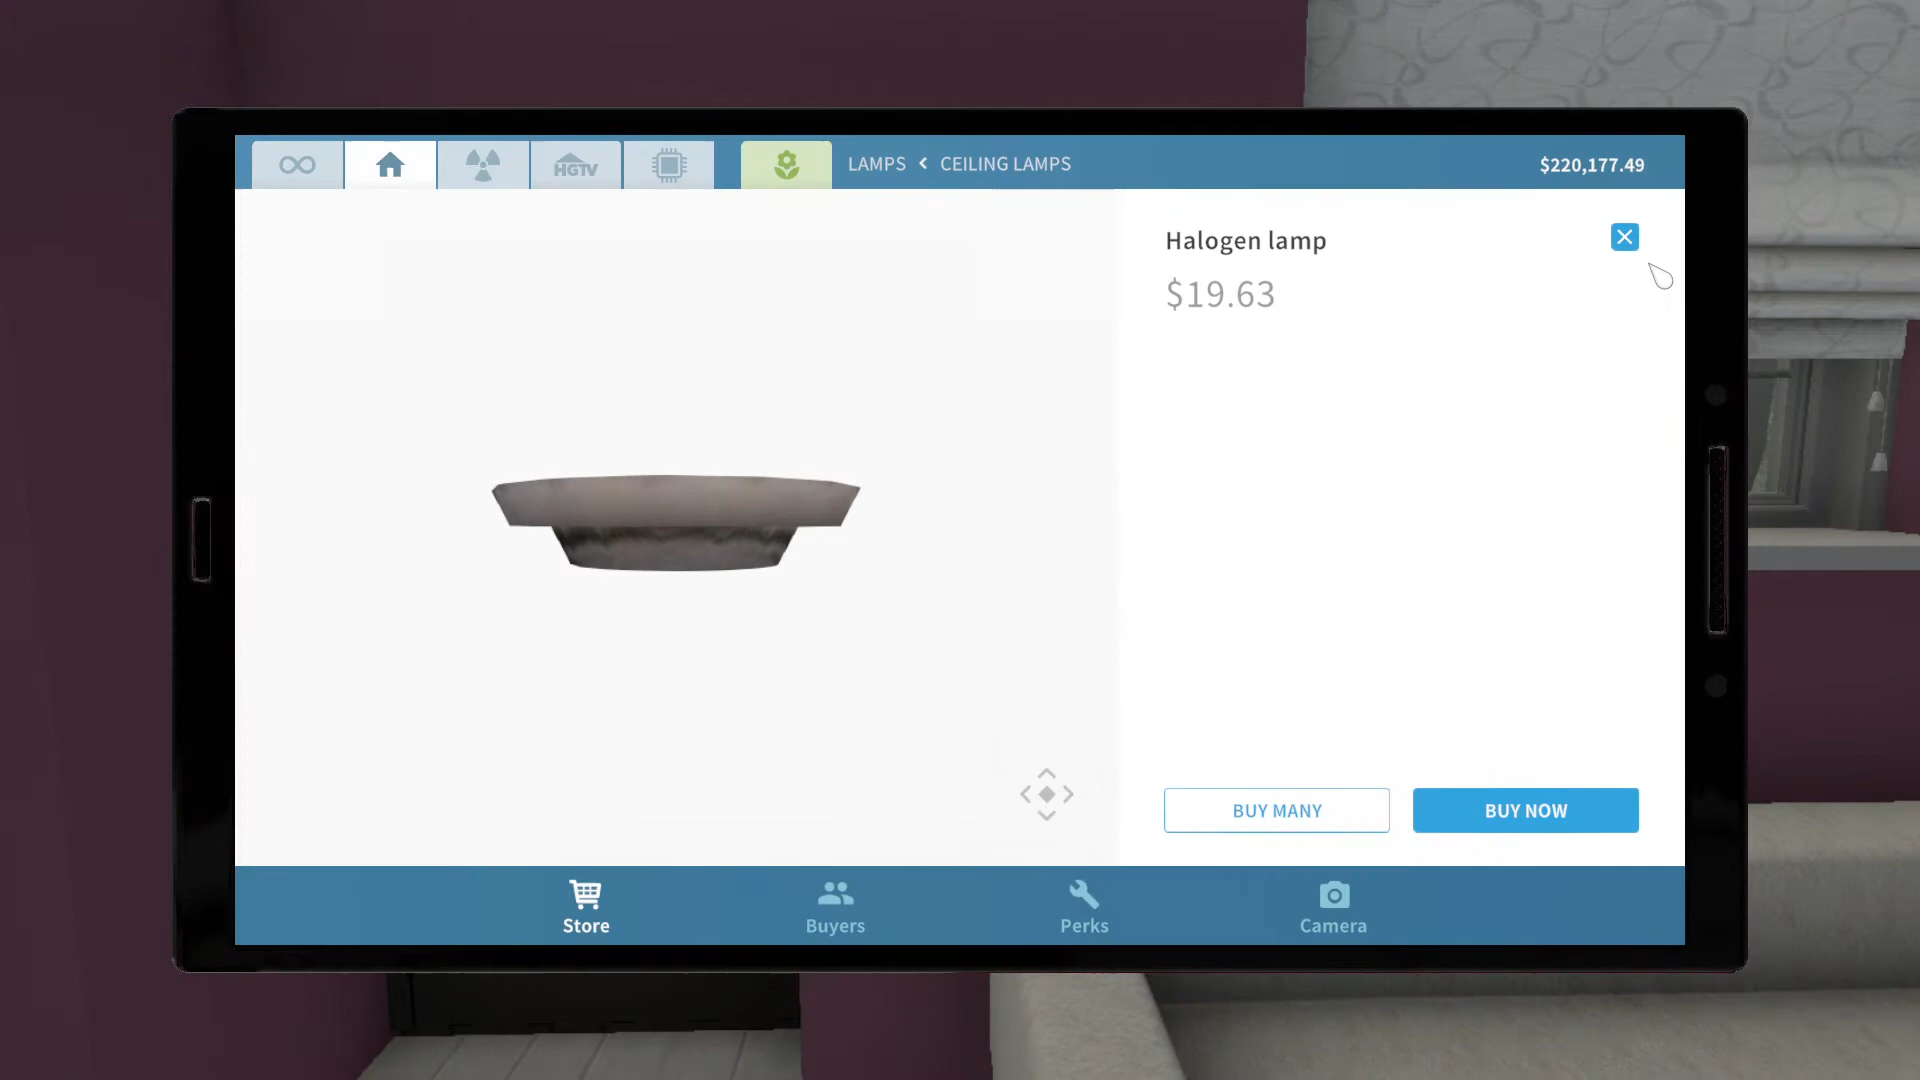 HGTV
LAMPS < CEILING LAMPS
$220,177.49
Halogen lamp
$19.63
BUY MANY
BUY NOW
Store
Buyers
Perks
Camera